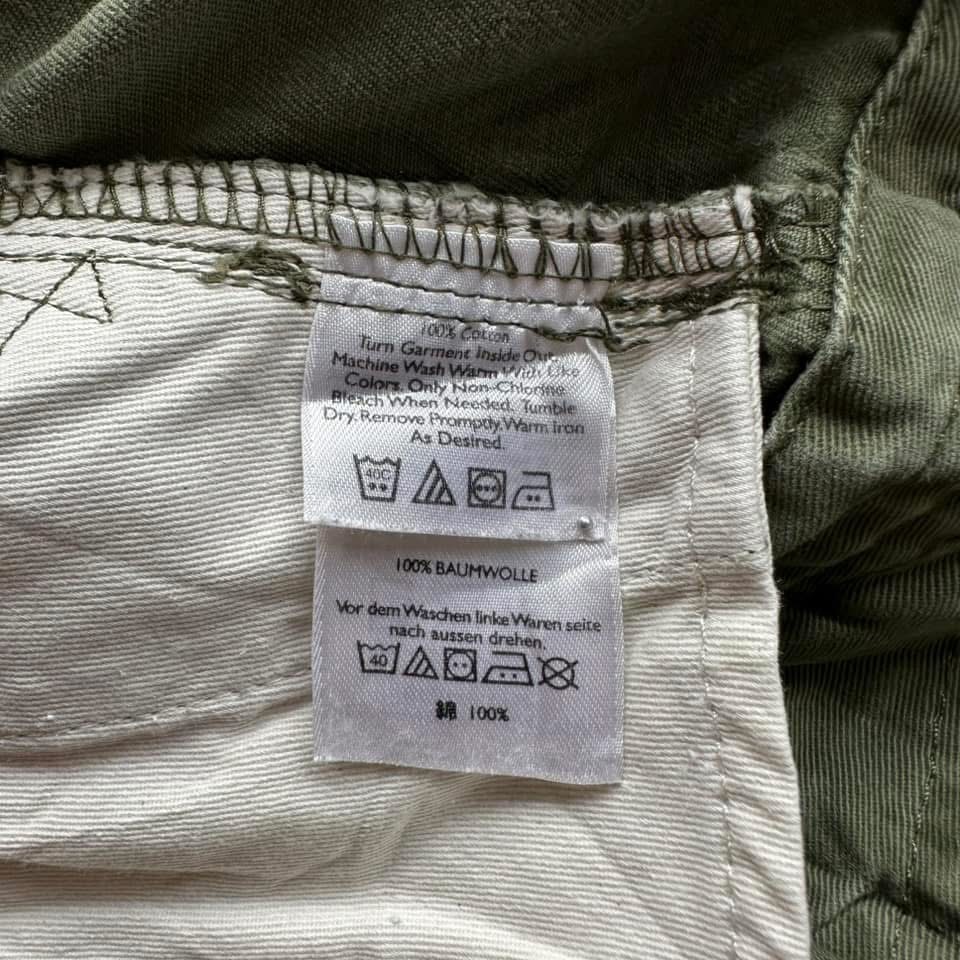 100% Cotton
Turn Garment Inside Out.
Machine Wash Warm With Like
Colors. Only Non-Chlorine
Bleach When Needed. Tumble
Dry. Remove Promptly. Warm Iron
As Desired.
40C
100% BAUMWOLLE
Vor dem Waschen linke Waren seite
nach aussen drehen.
40
綿 100%